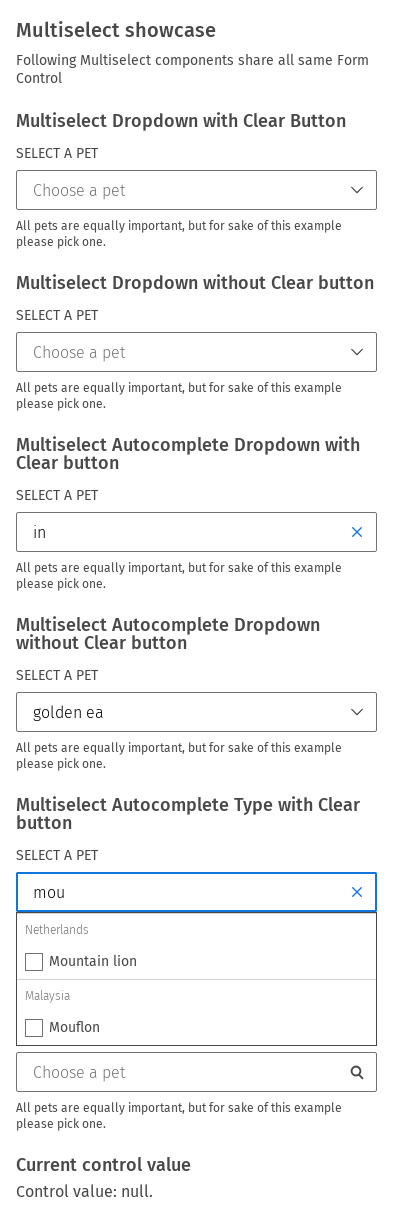 Multiselect showcase
Following Multiselect components share all same Form
Control
Multiselect Dropdown with Clear Button
SELECT A PET
Choose a pet
All pets are equally important, but for sake of this example
please pick one.
Multiselect Dropdown without Clear button
SELECT A PET
Choose a pet
All pets are equally important, but for sake of this example
please pick one.
Multiselect Autocomplete Dropdown with
Clear button
SELECT A PET
in
All pets are equally important, but for sake of this example
please pick one.
Multiselect Autocomplete Dropdown
without Clear button
SELECT A PET
golden ea
All pets are equally important, but for sake of this example
please pick one.
Multiselect Autocomplete Type with Clear
button
SELECT A PET
mou
Netherlands
Mountain lion
Malaysia
Mouflon
Choose a pet
All pets are equally important, but for sake of this example
please pick one.
Current control value
Control value: null.